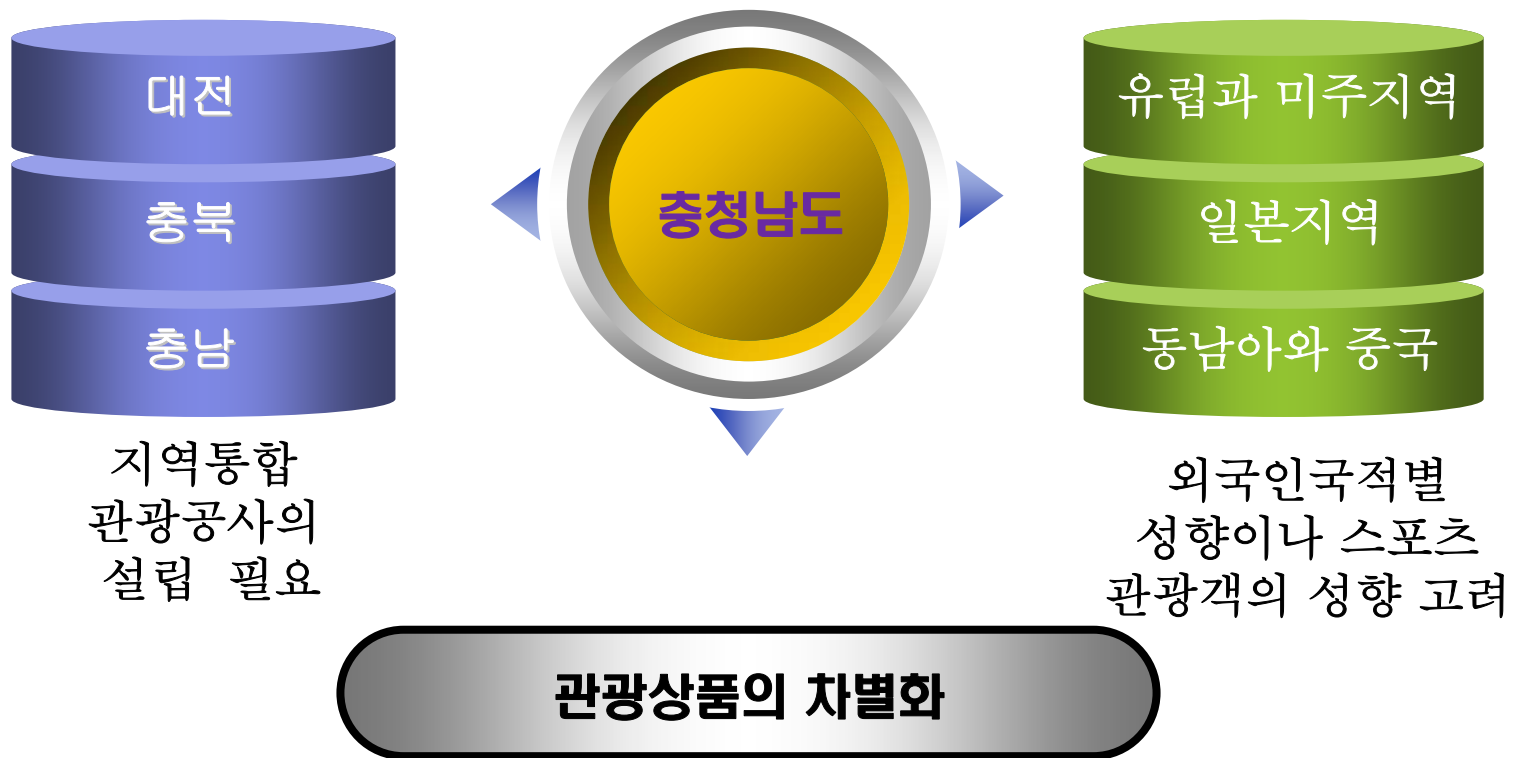 대전
충북
충남
지역통합
관광공사의
설립 필요
충청남도
유럽과 미주지역
일본지역
동남아와 중국
외국인국적별
성향이나 스포츠
관광객의 성향 고려
관광상품의 차별화